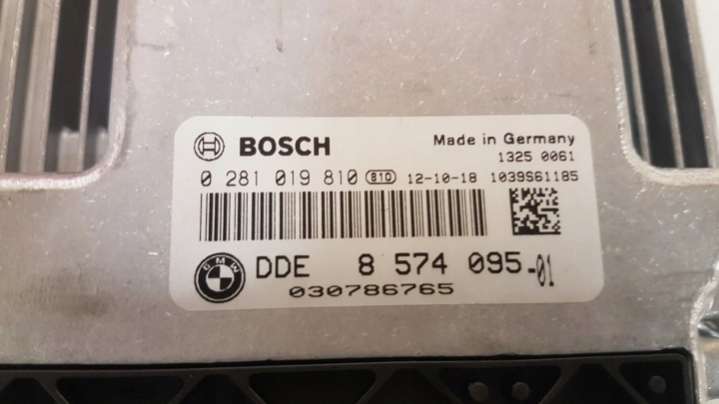 BOSCH
Made in Germany
1325 0061
0 281 019 810 810 12-10-18 1039S61185
BMW DDE 8 574 095-01
030786765